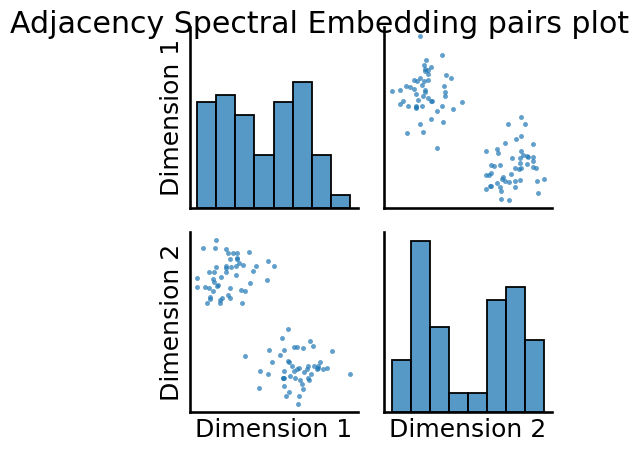 Adjacency Spectral Embedding pairs plot
Dimension 1
Dimension 2
Dimension 1
Dimension 2